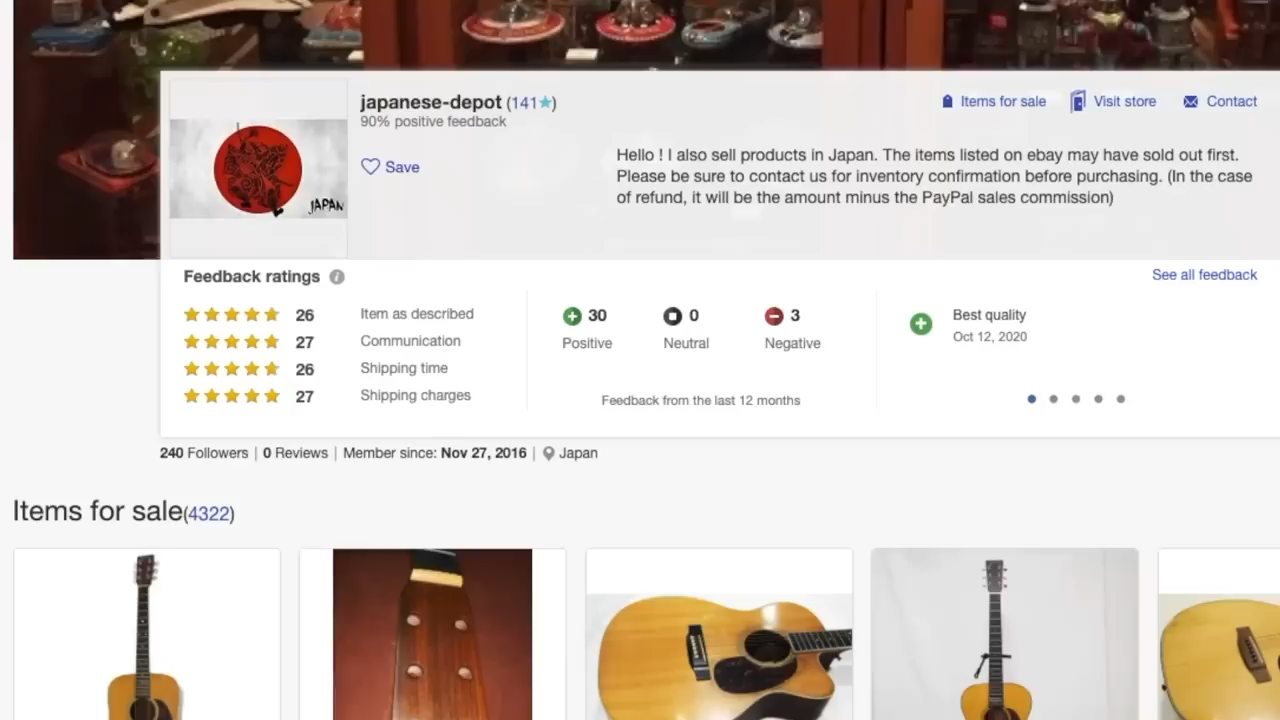 japanese-depot (141★)
90% positive feedback
Items for sale
Visit store
Contact
Save
Hello ! I also sell products in Japan. The items listed on ebay may have sold out first.
Please be sure to contact us for inventory confirmation before purchasing. (In the case
of refund, it will be the amount minus the PayPal sales commission)
JAPAN
Feedback ratings
See all feedback
26 Item as described
27 Communication
26 Shipping time
27 Shipping charges
30
Positive
0
Neutral
3
Negative
Feedback from the last 12 months
Best quality
Oct 12, 2020
240 Followers | 0 Reviews | Member since: Nov 27, 2016 | Japan
Items for sale(4322)